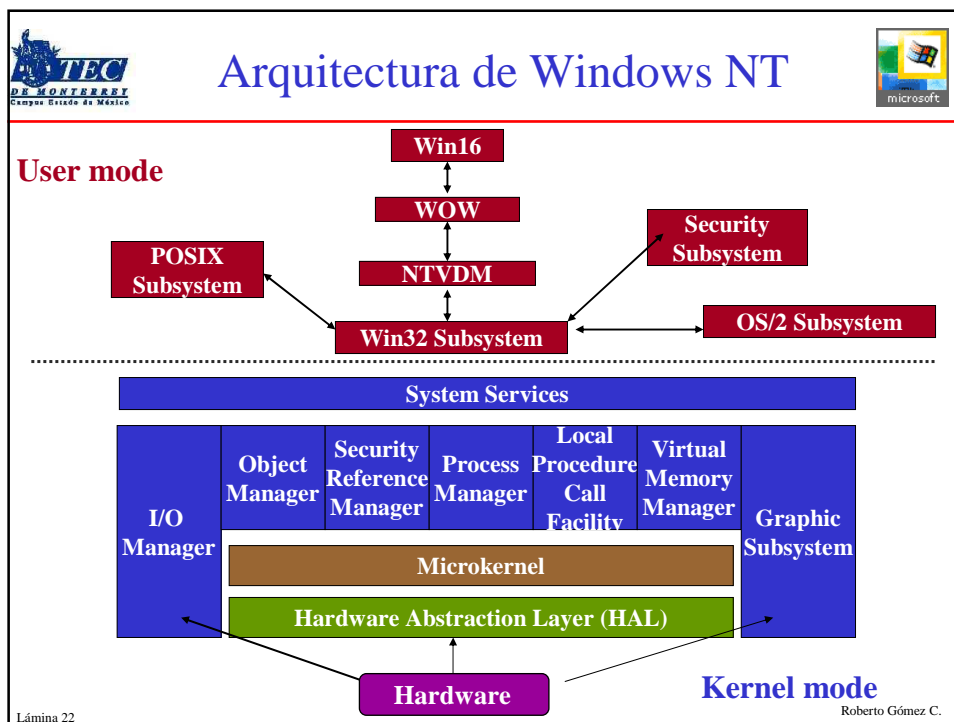 TEC
DE MONTERREY
Campus Estado de México
Arquitectura de Windows NT
microsoft
User mode
Win16
WOW
POSIX
Subsystem
NTVDM
Security
Subsystem
Win32 Subsystem
OS/2 Subsystem
System Services
I/O
Manager
Object
Manager
Security
Reference
Manager
Process
Manager
Local
Procedure
Call
Facility
Virtual
Memory
Manager
Graphic
Subsystem
Microkernel
Hardware Abstraction Layer (HAL)
Hardware
Kernel mode
Lámina 22
Roberto Gómez C.